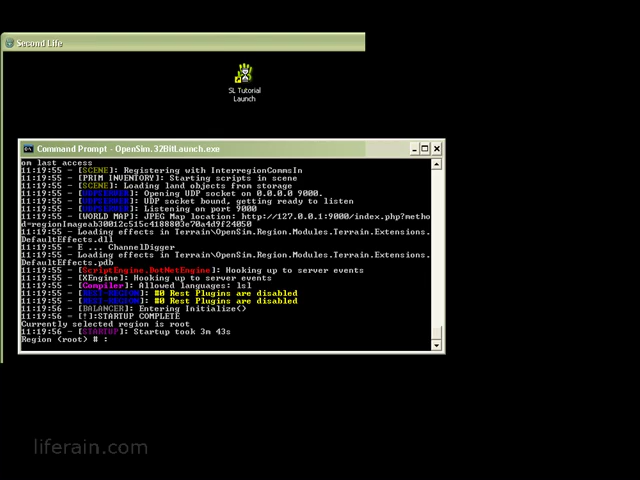 Second Life
SL Tutorial
Launch
Command Prompt - OpenSim.32BitLaunch.exe
om last access
11:19:55 - [SCENE]: Registering with InterregionCommsIn
11:19:55 - [PRIM INVENTORY]: Starting scripts in scene
11:19:55 - [SCENE]: Loading land objects from storage
11:19:55 - [UDPSERVER]: Opening UDP socket on 0.0.0.0 9000.
11:19:55 - [UDPSERVER]: UDP socket bound, getting ready to listen
11:19:55 - [UDPSERVER]: Listening on port 9000
11:19:55 - [WORLD MAP]: JPEG Map location: http://127.0.0.1:9000/index.php?metho
d=regionImageab30012c515c4188803e70a4d9f24050
11:19:55 - Loading effects in Terrain\OpenSim.Region.Modules.Terrain.Extensions.
DefaultEffects.dll
11:19:55 - E ... ChannelDigger
11:19:55 - Loading effects in Terrain\OpenSim.Region.Modules.Terrain.Extensions.
DefaultEffects.pdb
11:19:55 - [ScriptEngine.DotNetEngine]: Hooking up to server events
11:19:55 - [XEngine]: Hooking up to server events
11:19:55 - [Compiler]: Allowed languages: lsl
11:19:55 - [REST-REGION]: #0 Rest Plugins are disabled
11:19:55 - [REST-REGION]: #0 Rest Plugins are disabled
11:19:56 - [BALANCER]: Entering Initialize()
11:19:56 - [!]:STARTUP COMPLETE
Currently selected region is root
11:19:56 - [STARTUP]: Startup took 3m 43s
Region (root) # :
liferain.com